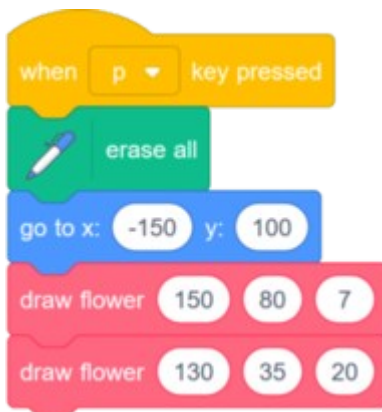 when p key pressed
erase all
go to x: -150 y: 100
draw flower 150 80 7
draw flower 130 35 20